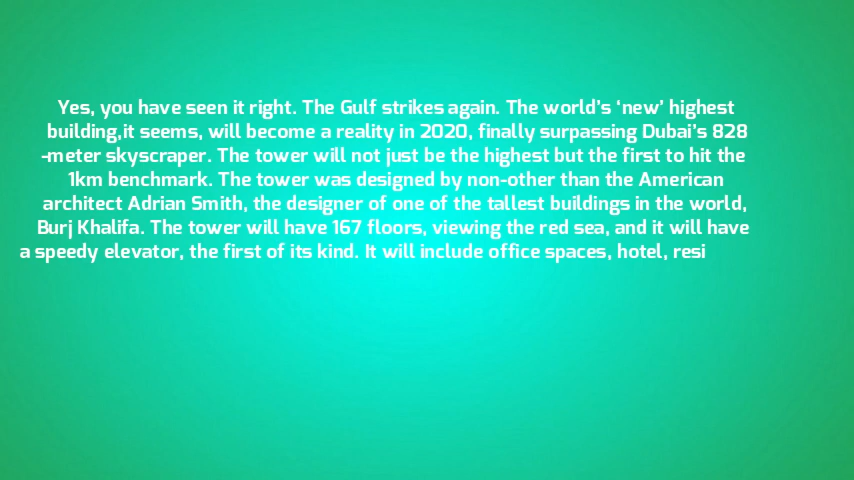 Yes, you have seen it right. The Gulf strikes again. The world's ‘new’ highest
building,it seems, will become a reality in 2020, finally surpassing Dubai's 828
-meter skyscraper. The tower will not just be the highest but the first to hit the
1km benchmark. The tower was designed by non-other than the American
architect Adrian Smith, the designer of one of the tallest buildings in the world,
Burj Khalifa. The tower will have 167 floors, viewing the red sea, and it will have
a speedy elevator, the first of its kind. It will include office spaces, hotel, resi